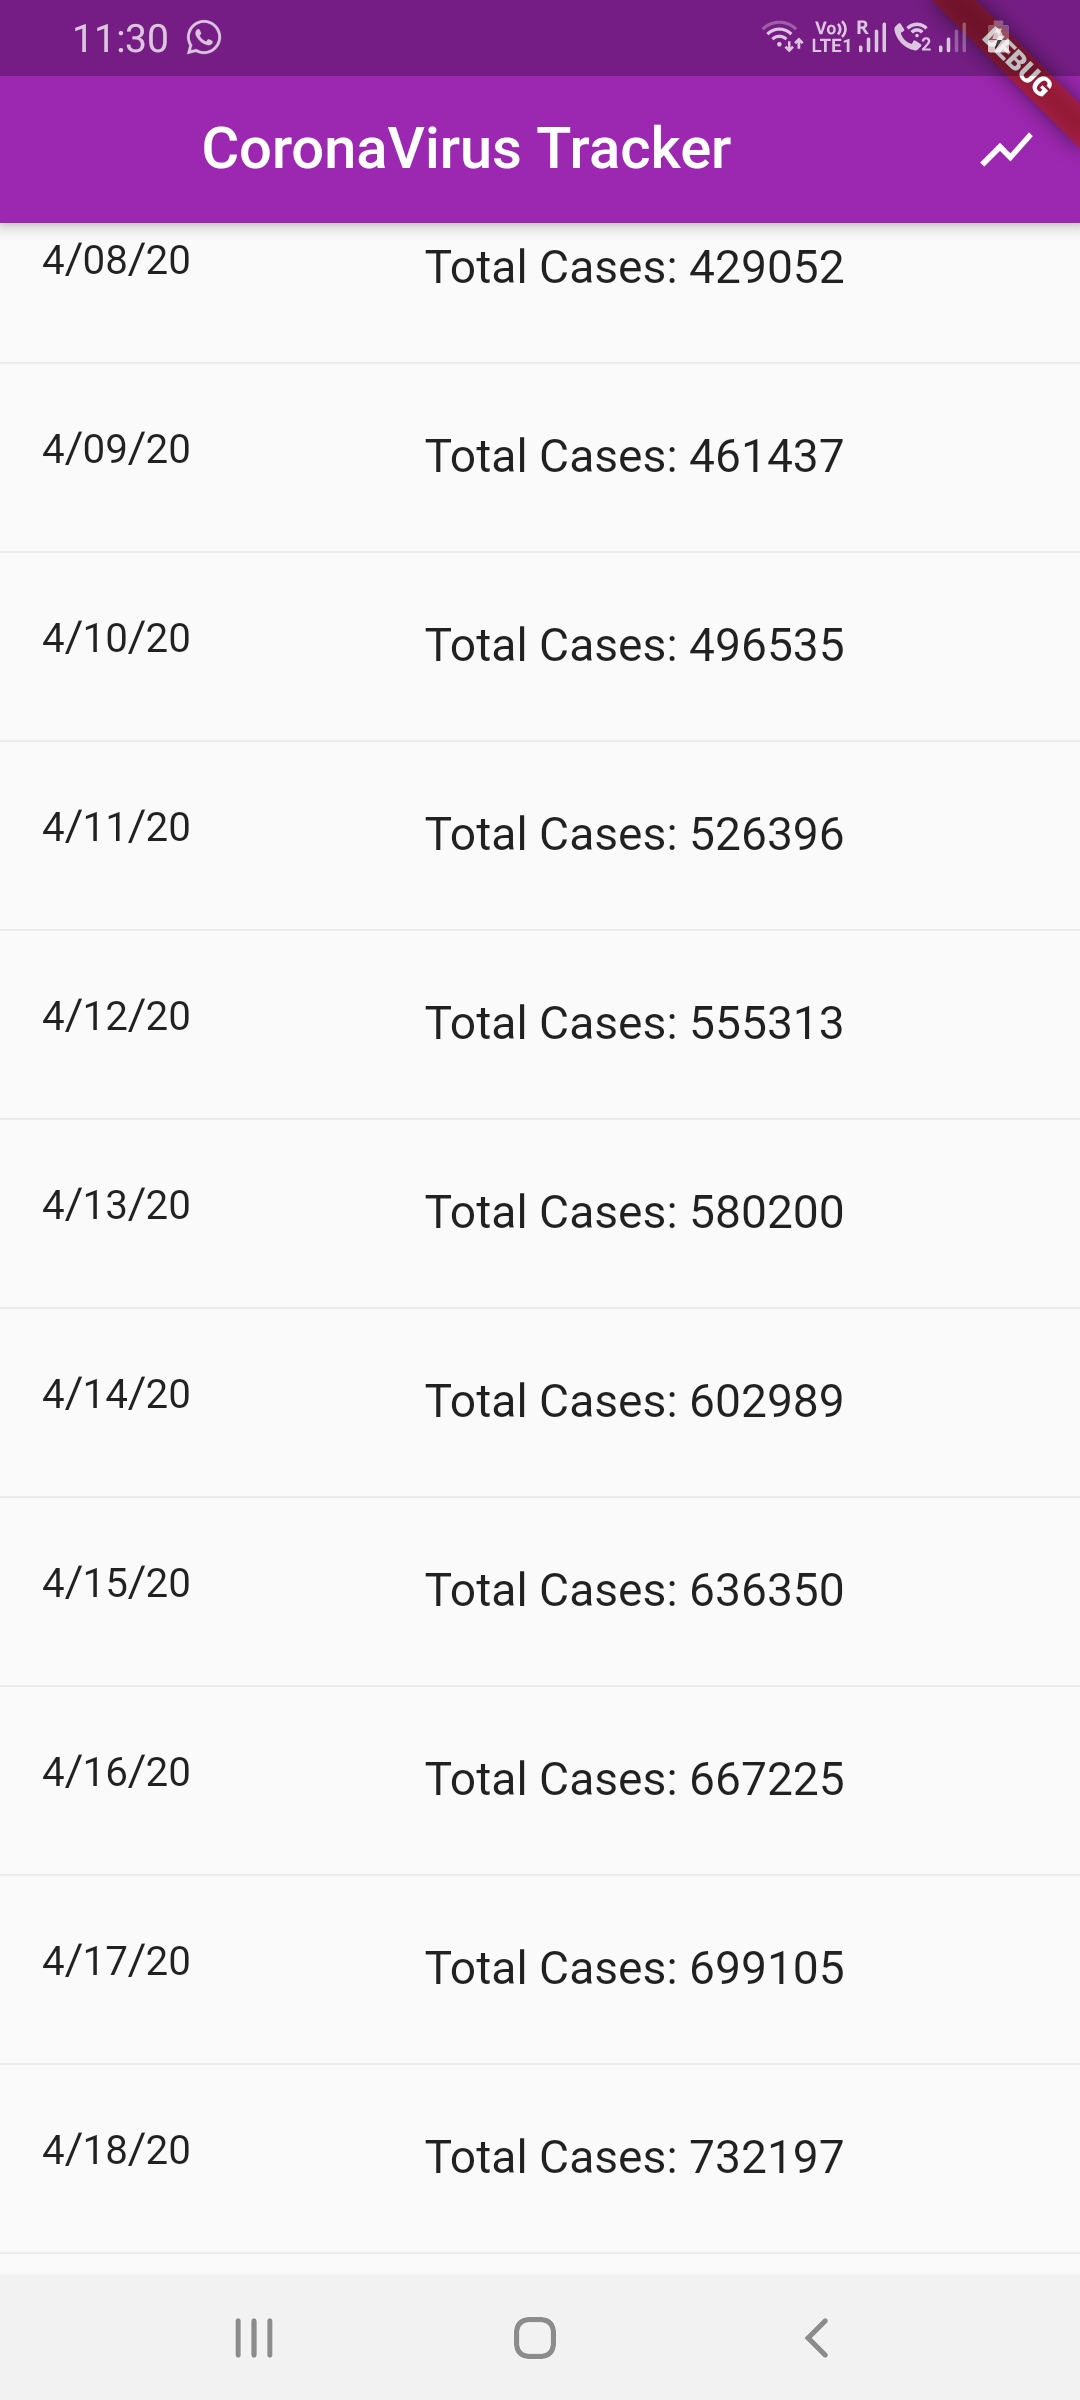 11:30
Vo)) R
LTE1 2
DEBUG
CoronaVirus Tracker
4/08/20 Total Cases: 429052
4/09/20 Total Cases: 461437
4/10/20 Total Cases: 496535
4/11/20 Total Cases: 526396
4/12/20 Total Cases: 555313
4/13/20 Total Cases: 580200
4/14/20 Total Cases: 602989
4/15/20 Total Cases: 636350
4/16/20 Total Cases: 667225
4/17/20 Total Cases: 699105
4/18/20 Total Cases: 732197